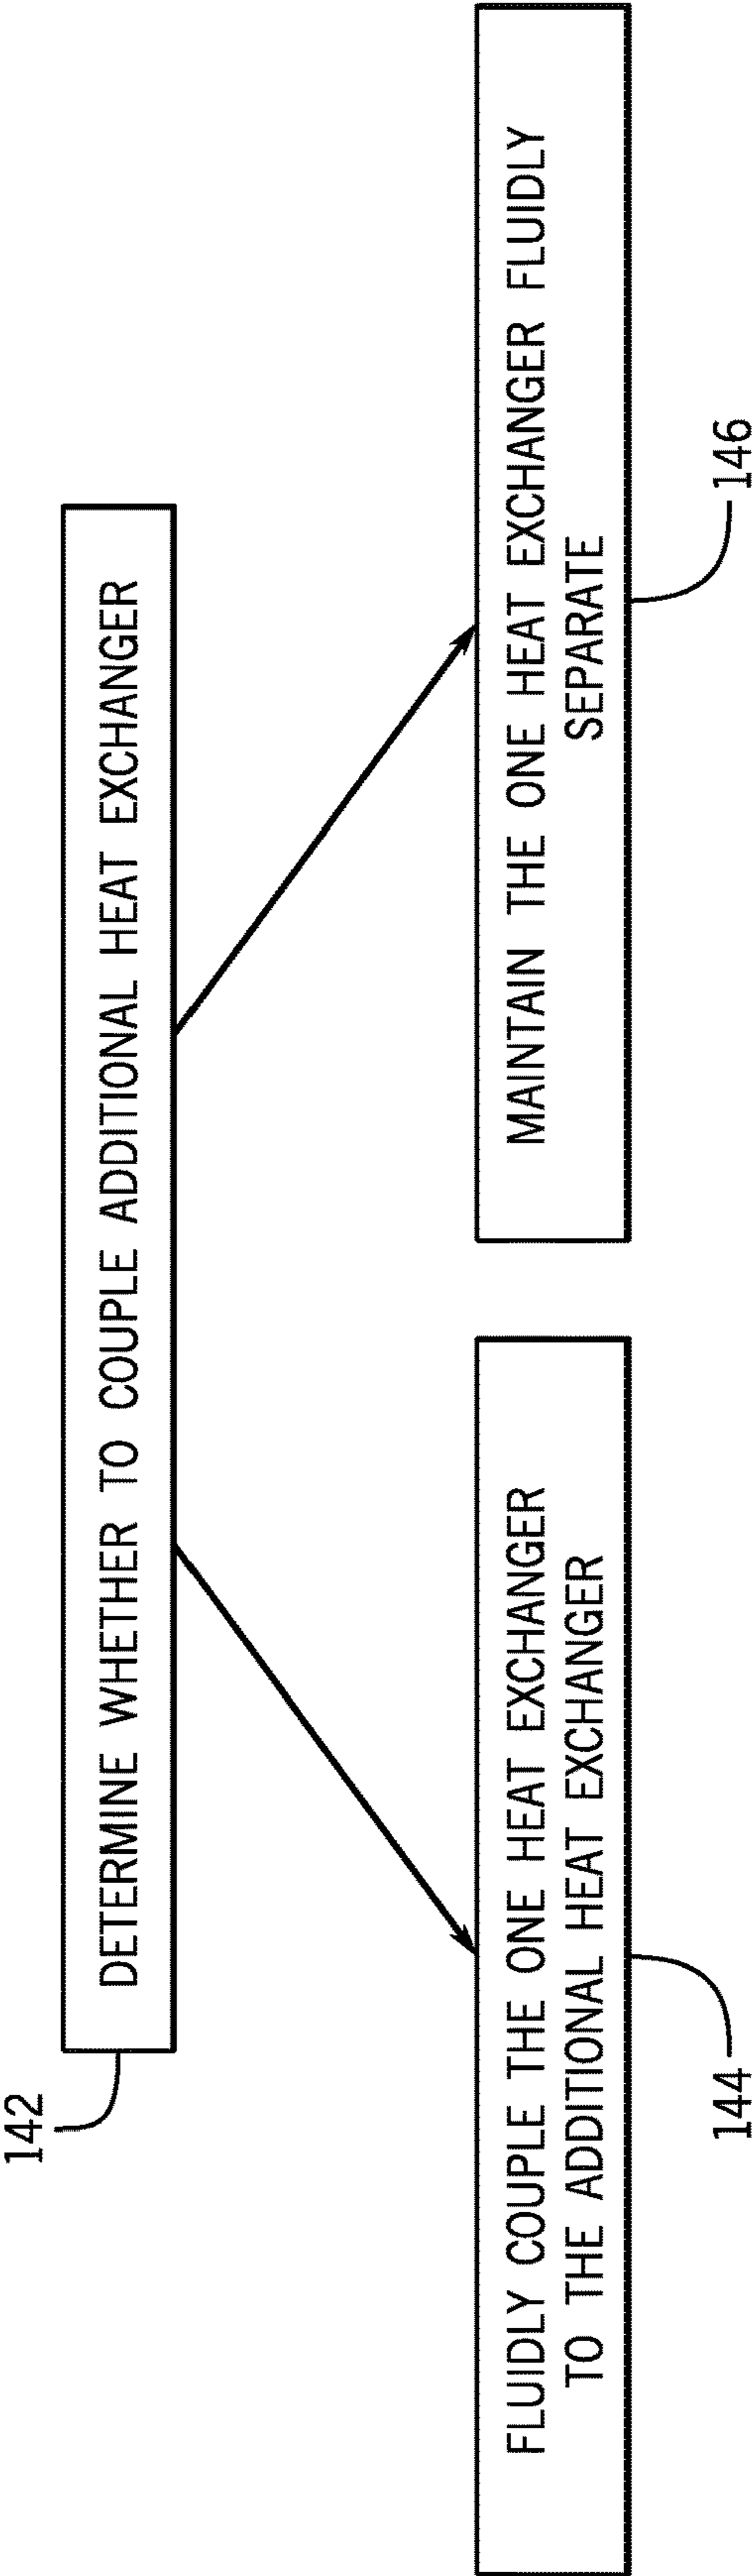 142
DETERMINE WHETHER TO COUPLE ADDITIONAL HEAT EXCHANGER
FLUIDLY COUPLE THE ONE HEAT EXCHANGER
TO THE ADDITIONAL HEAT EXCHANGER
144
MAINTAIN THE ONE HEAT EXCHANGER FLUIDLY
SEPARATE
146